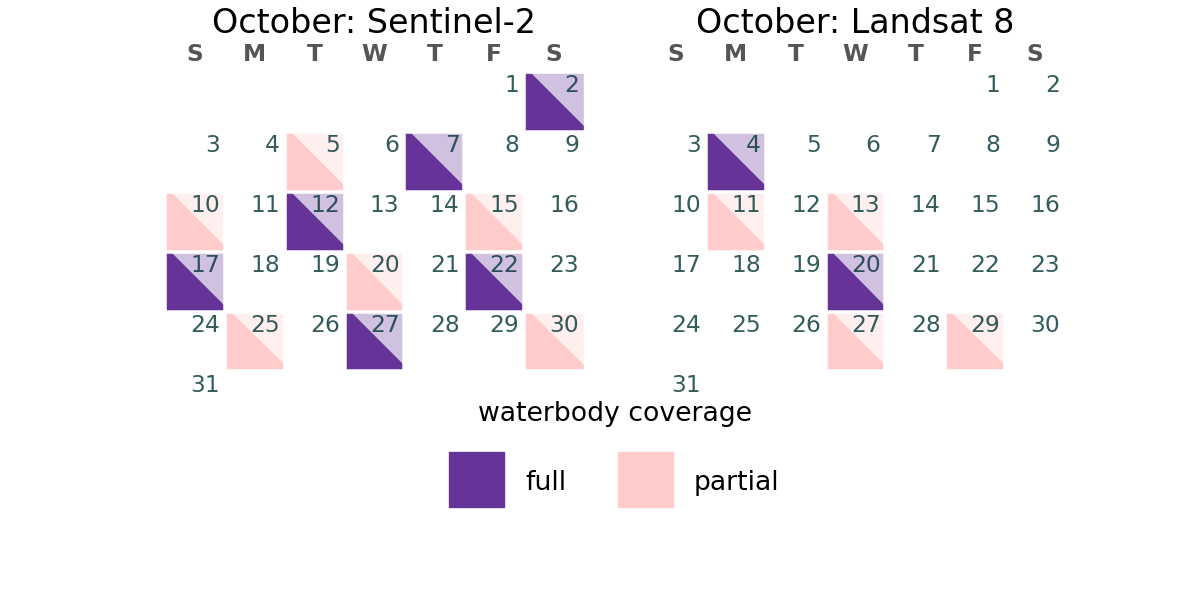 October: Sentinel-2
S M T W T F S
1 2
3 4 5 6 7 8 9
10 11 12 13 14 15 16
17 18 19 20 21 22 23
24 25 26 27 28 29 30
31
October: Landsat 8
S M T W T F S
1 2
3 4 5 6 7 8 9
10 11 12 13 14 15 16
17 18 19 20 21 22 23
24 25 26 27 28 29 30
31
waterbody coverage
full
partial